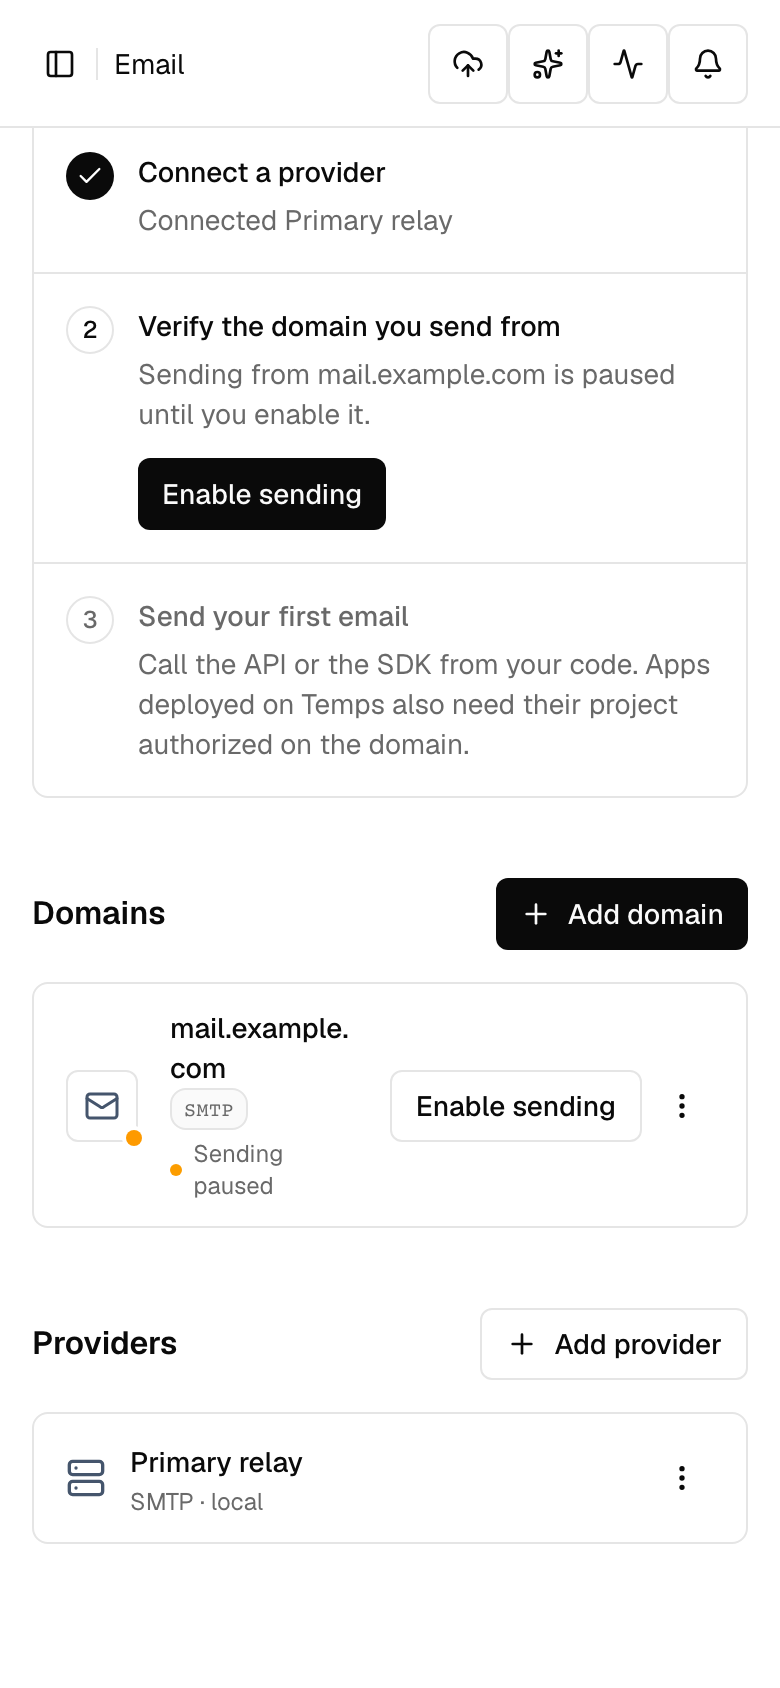 Email
Connect a provider
Connected Primary relay
2
Verify the domain you send from
Sending from mail.example.com is paused
until you enable it.
Enable sending
3
Send your first email
Call the API or the SDK from your code. Apps
deployed on Temps also need their project
authorized on the domain.
Domains
Add domain
mail.example.
com
SMTP
Sending
paused
Enable sending
Providers
Add provider
Primary relay
SMTP · local